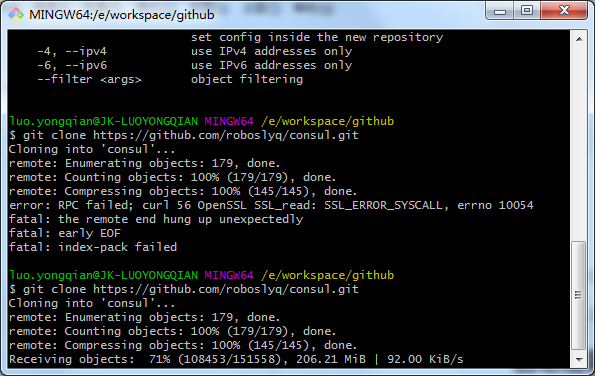 MINGW64:/e/workspace/github
set config inside the new repository
-4, --ipv4 use IPv4 addresses only
-6, --ipv6 use IPv6 addresses only
--filter <args> object filtering
luo.yongqian@JK-LUOYONGQIAN MINGW64 /e/workspace/github
$ git clone https://github.com/roboslyq/consul.git
Cloning into 'consul'...
remote: Enumerating objects: 179, done.
remote: Counting objects: 100% (179/179), done.
remote: Compressing objects: 100% (145/145), done.
error: RPC failed; curl 56 OpenSSL SSL_read: SSL_ERROR_SYSCALL, errno 10054
fatal: the remote end hung up unexpectedly
fatal: early EOF
fatal: index-pack failed
luo.yongqian@JK-LUOYONGQIAN MINGW64 /e/workspace/github
$ git clone https://github.com/roboslyq/consul.git
Cloning into 'consul'...
remote: Enumerating objects: 179, done.
remote: Counting objects: 100% (179/179), done.
remote: Compressing objects: 100% (145/145), done.
Receiving objects:  71% (108453/151558), 206.21 MiB | 92.00 KiB/s